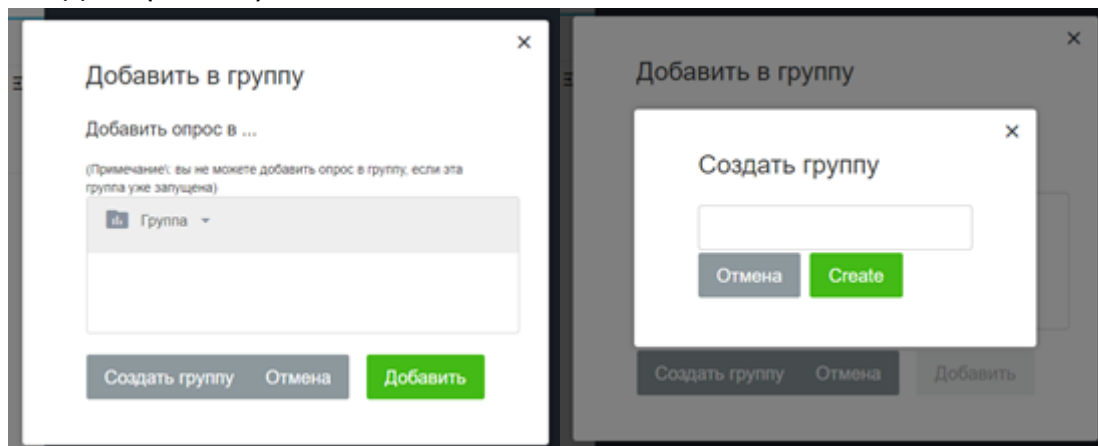 Добавить в группу
Добавить опрос в ...
(Примечание\: вы не можете добавить опрос в группу, если эта
группа уже запущена)
Группа
Создать группу Отмена Добавить
Добавить в группу
Создать группу
Отмена Create
Создать группу Отмена Добавить